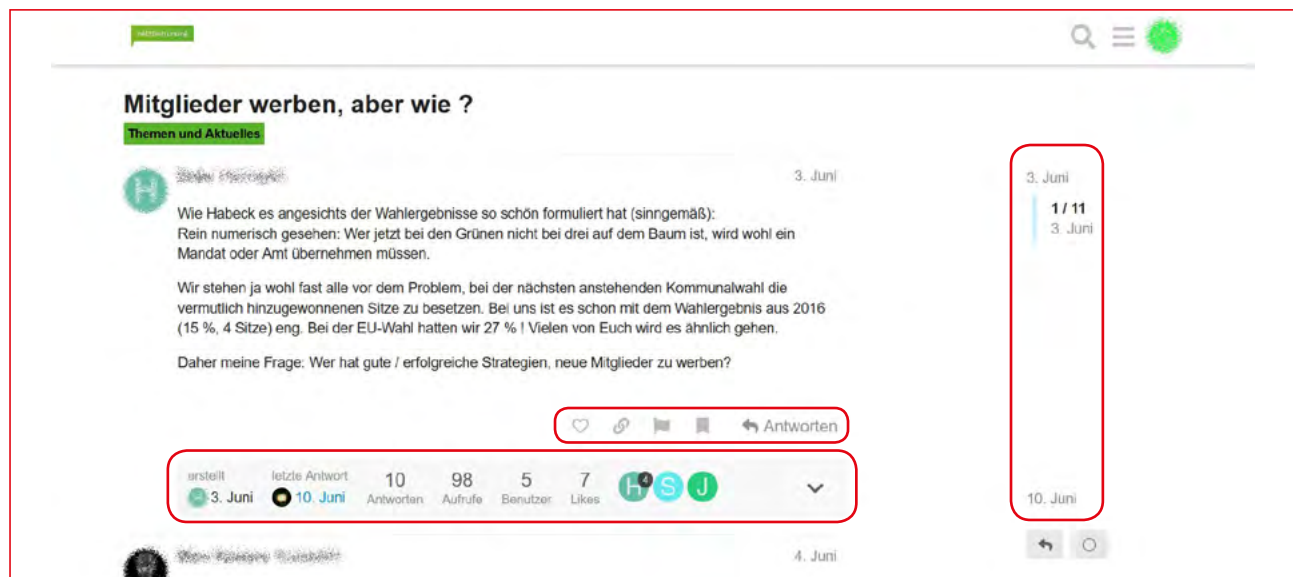 Mitglieder werben, aber wie ?
Themen und Aktuelles
H
3. Juni
Wie Habeck es angesichts der Wahlergebnisse so schön formuliert hat (sinngemäß):
Rein numerisch gesehen: Wer jetzt bei den Grünen nicht bei drei auf dem Baum ist, wird wohl ein
Mandat oder Amt übernehmen müssen.
Wir stehen ja wohl fast alle vor dem Problem, bei der nächsten anstehenden Kommunalwahl die
vermutlich hinzugewonnenen Sitze zu besetzen. Bei uns ist es schon mit dem Wahlergebnis aus 2016
(15 %, 4 Sitze) eng. Bei der EU-Wahl hatten wir 27 % ! Vielen von Euch wird es ähnlich gehen.
Daher meine Frage: Wer hat gute / erfolgreiche Strategien, neue Mitglieder zu werben?
Antworten
erstellt letzte Antwort 10 98 5 7 H 4 S J
H 3. Juni 10. Juni Antworten Aufrufe Benutzer Likes
4. Juni
3. Juni
1 / 11
3. Juni
10. Juni